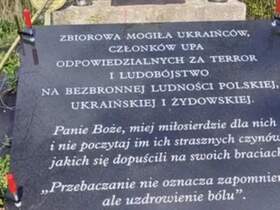 ZBIOROWA MOGIŁA UKRAIŃCÓW,
CZŁONKÓW UPA
ODPOWIEDZIALNYCH ZA TERROR
I LUDOBÓJSTWO
NA BEZBRONNEJ LUDNOŚCI POLSKIEJ,
UKRAIŃSKIEJ I ŻYDOWSKIEJ.
Panie Boże, miej miłosierdzie dla nich
i nie poczytaj im ich strasznych czynów
jakich się dopuścili na swoich braciach
„Przebaczanie nie oznacza zapomnien
ale uzdrowienie bólu".